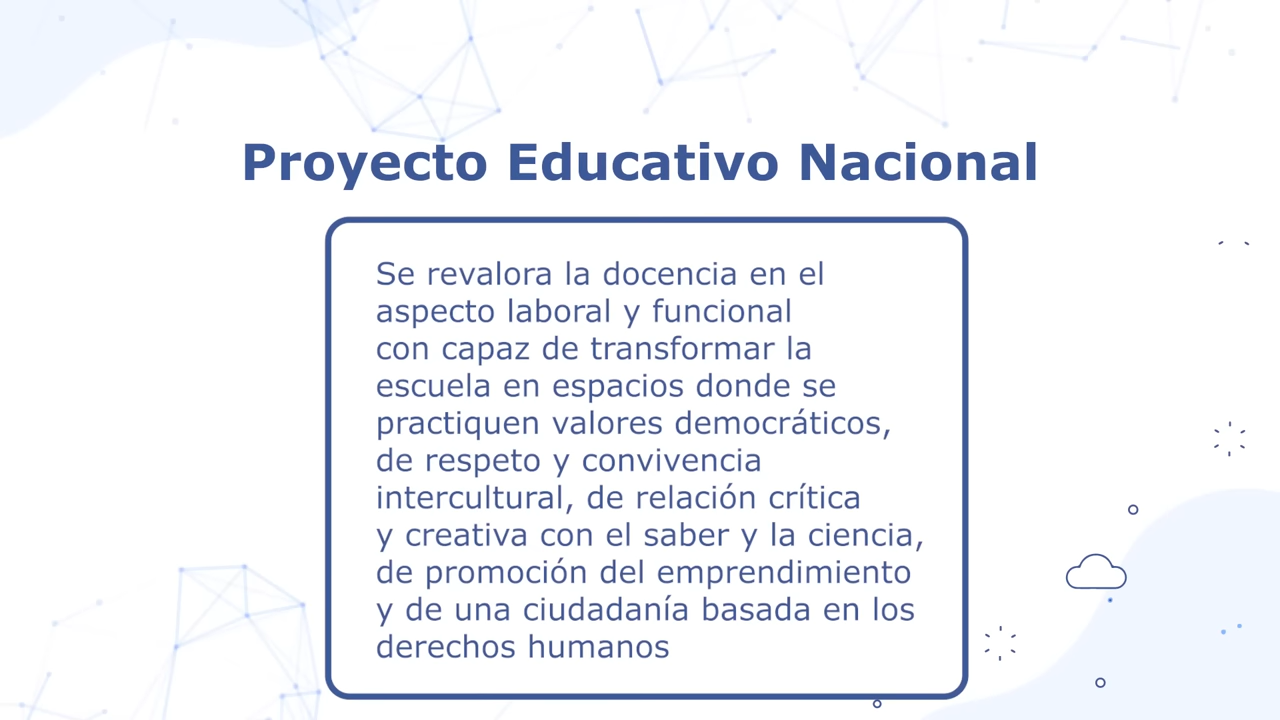 Proyecto Educativo Nacional
Se revalora la docencia en el
aspecto laboral y funcional
con capaz de transformar la
escuela en espacios donde se
practiquen valores democráticos,
de respeto y convivencia
intercultural, de relación crítica
y creativa con el saber y la ciencia,
de promoción del emprendimiento
y de una ciudadanía basada en los
derechos humanos